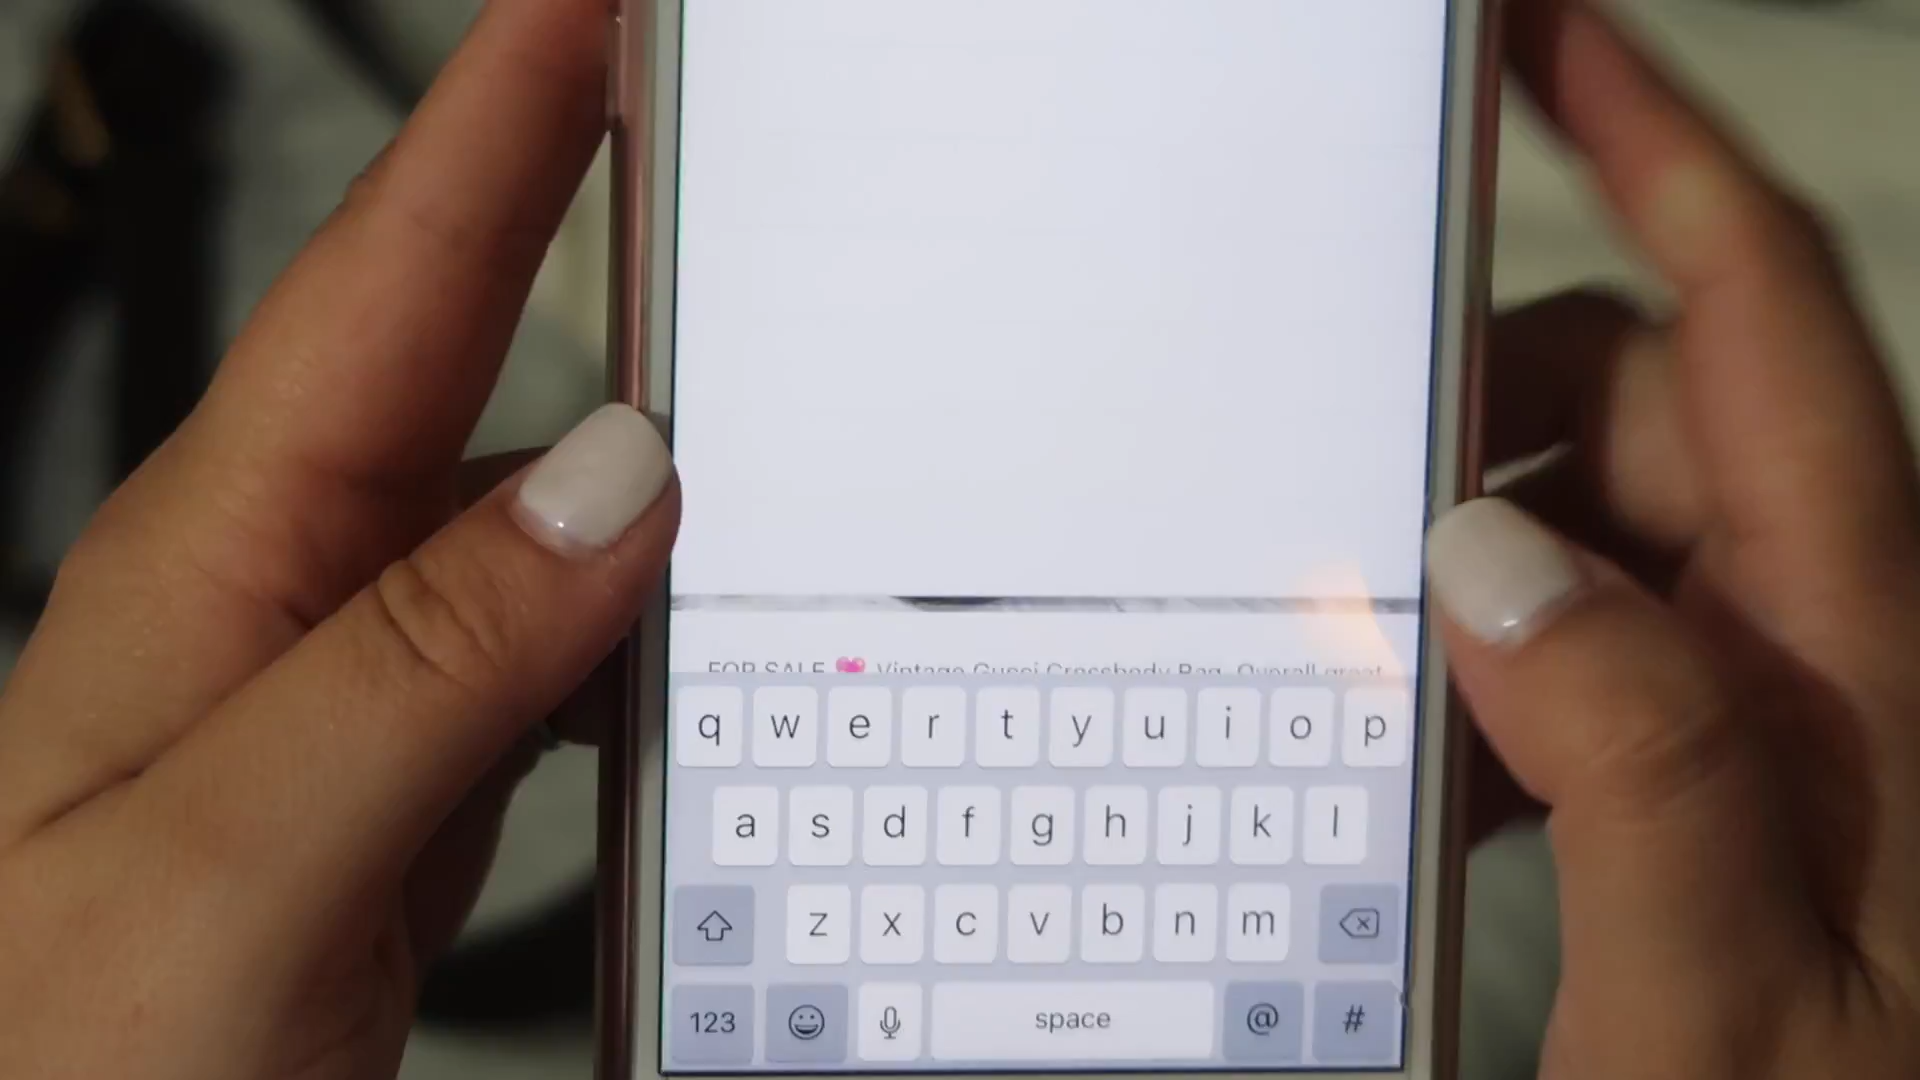 FOR SALE 💗 Vintage Gucci Crossbody Bag. Overall great
q w e r t y u i o p
a s d f g h j k l
z x c v b n m
123 space @ #